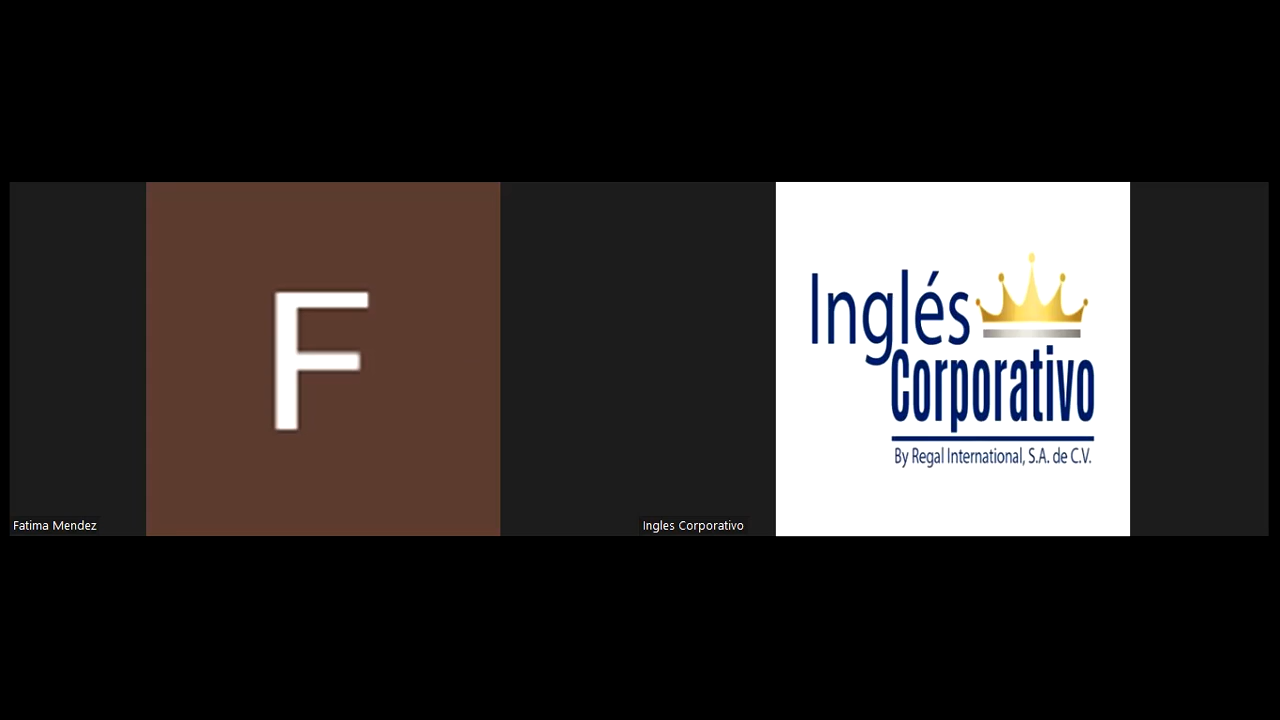 F
Fatima Mendez
Inglés
Corporativo
By Regal International, S.A. de C.V.
Ingles Corporativo